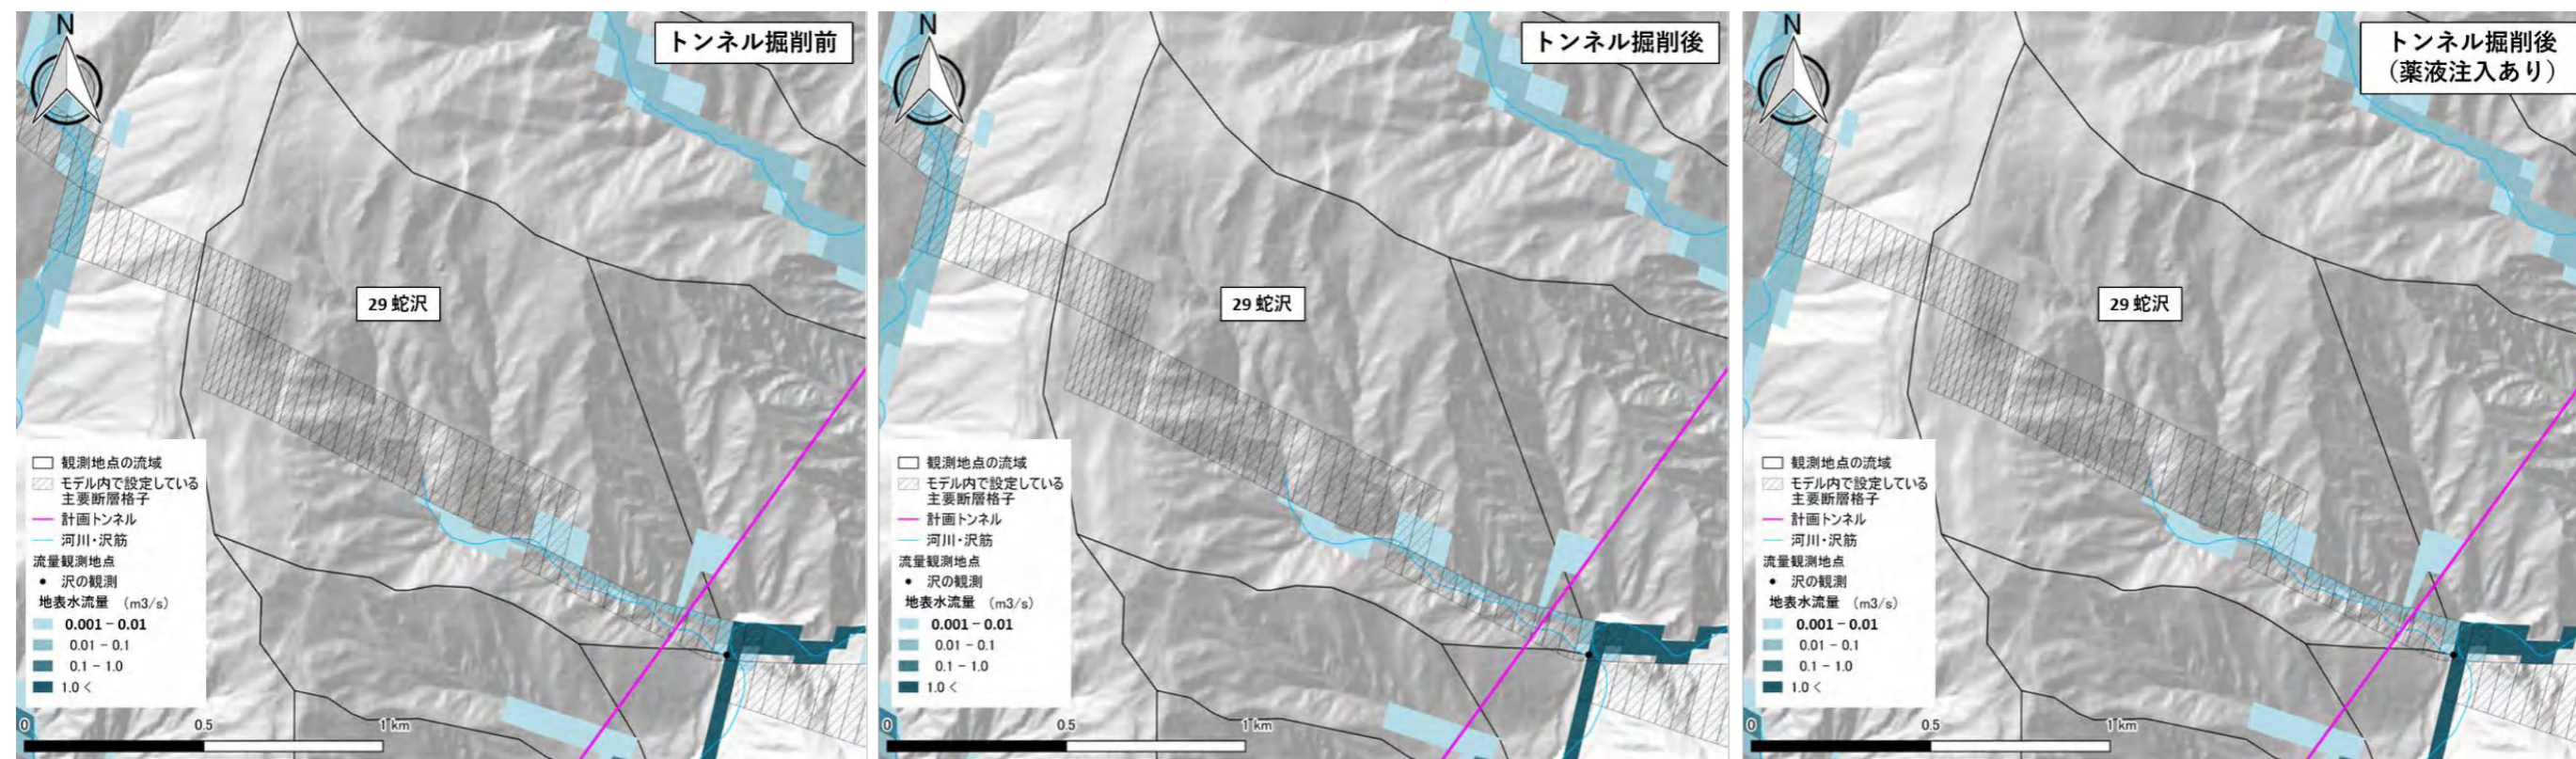 N
トンネル掘削前
29 蛇沢
観測地点の流域
モデル内で設定している
主要断層格子
計画トンネル
河川・沢筋
流量観測地点
沢の観測
地表水流量 (m3/s)
0.001 – 0.01
0.01 – 0.1
0.1 – 1.0
1.0 <
0 0.5 1 km
N
トンネル掘削後
29 蛇沢
観測地点の流域
モデル内で設定している
主要断層格子
計画トンネル
河川・沢筋
流量観測地点
沢の観測
地表水流量 (m3/s)
0.001 – 0.01
0.01 – 0.1
0.1 – 1.0
1.0 <
0 0.5 1 km
N
トンネル掘削後
（薬液注入あり）
29 蛇沢
観測地点の流域
モデル内で設定している
主要断層格子
計画トンネル
河川・沢筋
流量観測地点
沢の観測
地表水流量 (m3/s)
0.001 – 0.01
0.01 – 0.1
0.1 – 1.0
1.0 <
0 0.5 1 km